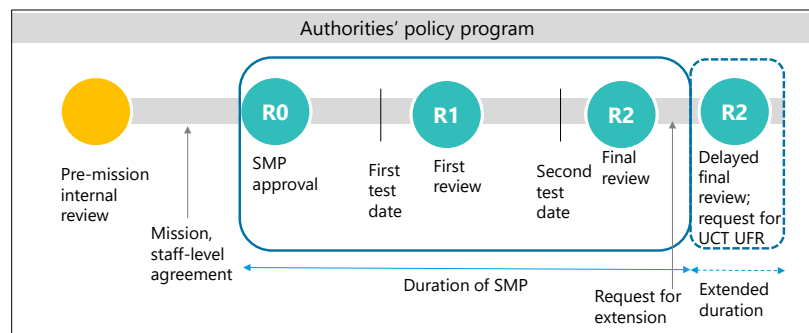 Authorities’ policy program
R0
R1
R2
R2
Pre-mission
internal
review
SMP
approval
First
test
date
First
review
Second
test
date
Final
review
Delayed
final
review;
request for
UCT UFR
Mission,
staff-level
agreement
Duration of SMP
Request for
extension
Extended
duration